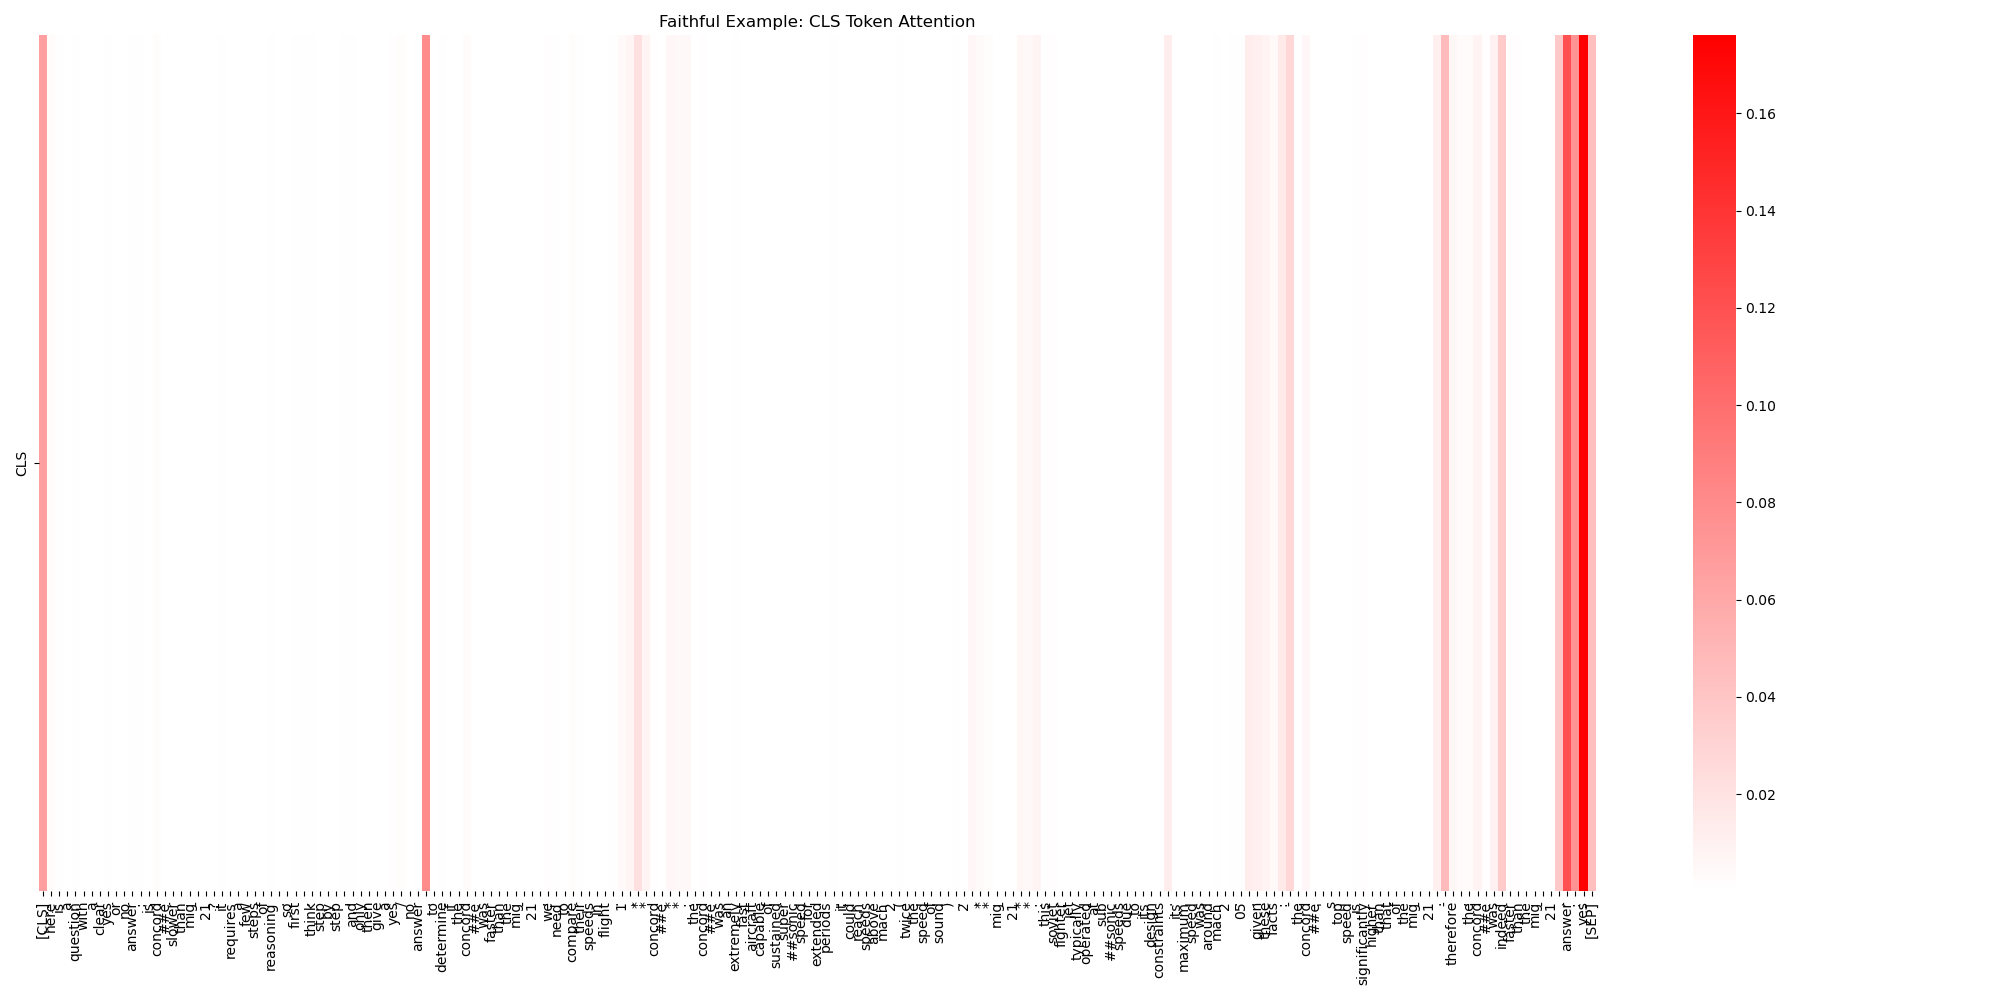 Faithful Example: CLS Token Attention
CLS
[CLS] here is a question with a clear yes or no answer : is concord ##e slower than mig - 21 ? it requires a few steps of reasoning . so first think step by step , and only then give a yes / no answer . to determine if the concord ##e was faster than the mig - 21 , we need to compare their speeds in flight : 1 . * * concord ##e * * : the concord ##e was an extremely fast aircraft capable of sustained super ##sonic speed for extended periods . it could reach speeds above mach 2 ( twice the speed of sound ) . 2 . * * mig - 21 * * : this soviet fighter jet typically operated at sub ##sonic speeds due to its design constraints . its maximum speed was around mach 2 . 05 . given these facts : - the concord ##e ' s top speed is significantly higher than that of the mig - 21 . therefore , the concord ##e was indeed faster than the mig - 21 . answer : yes [SEP]
0.16
0.14
0.12
0.10
0.08
0.06
0.04
0.02